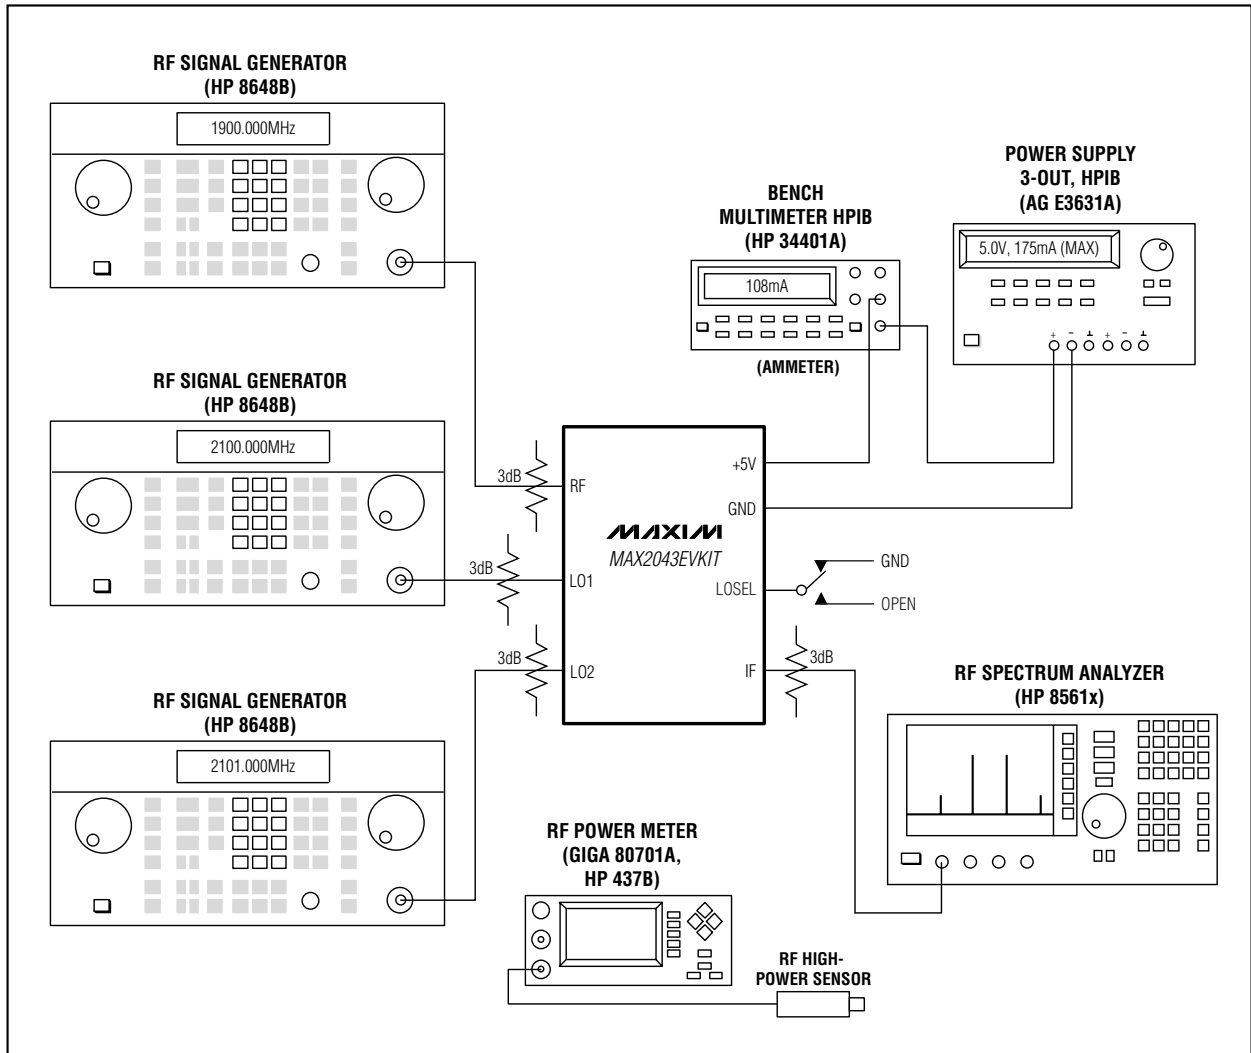 RF SIGNAL GENERATOR
(HP 8648B)
1900.000MHz
BENCH
MULTIMETER HPIB
(HP 34401A)
108mA
(AMMETER)
POWER SUPPLY
3-OUT, HPIB
(AG E3631A)
5.0V, 175mA (MAX)
+ - ⊥ + - ⊥
RF SIGNAL GENERATOR
(HP 8648B)
2100.000MHz
3dB
RF
3dB
LO1
3dB
LO2
MAXIM
MAX2043EVKIT
+5V
GND
LOSEL
GND
OPEN
IF
3dB
RF SIGNAL GENERATOR
(HP 8648B)
2101.000MHz
RF SPECTRUM ANALYZER
(HP 8561x)
RF POWER METER
(GIGA 80701A,
HP 437B)
RF HIGH-
POWER SENSOR